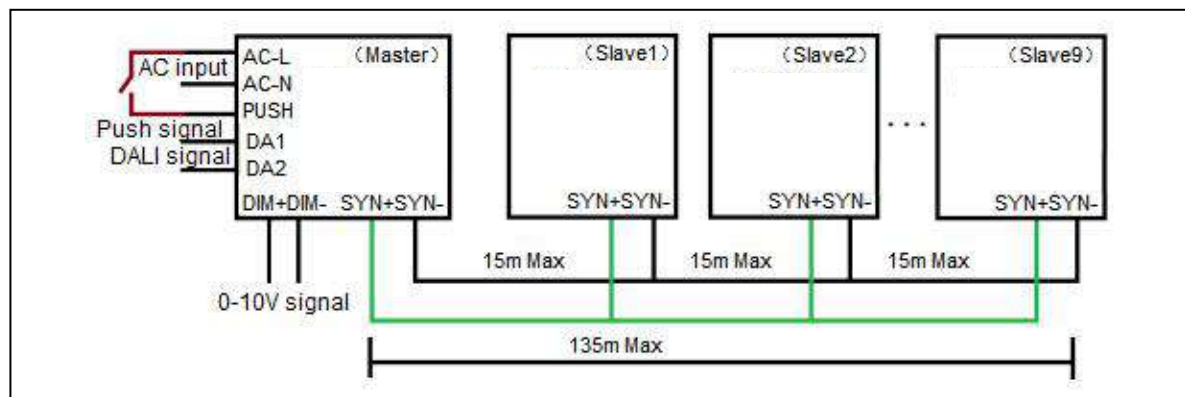 AC-L
（Master）
（Slave1）
（Slave2）
（Slave9）
AC input
AC-N
PUSH
Push signal
DA1
DALI signal
DA2
...
DIM+DIM- SYN+SYN-
SYN+SYN-
SYN+SYN-
SYN+SYN-
15m Max
15m Max
15m Max
0-10V signal
135m Max